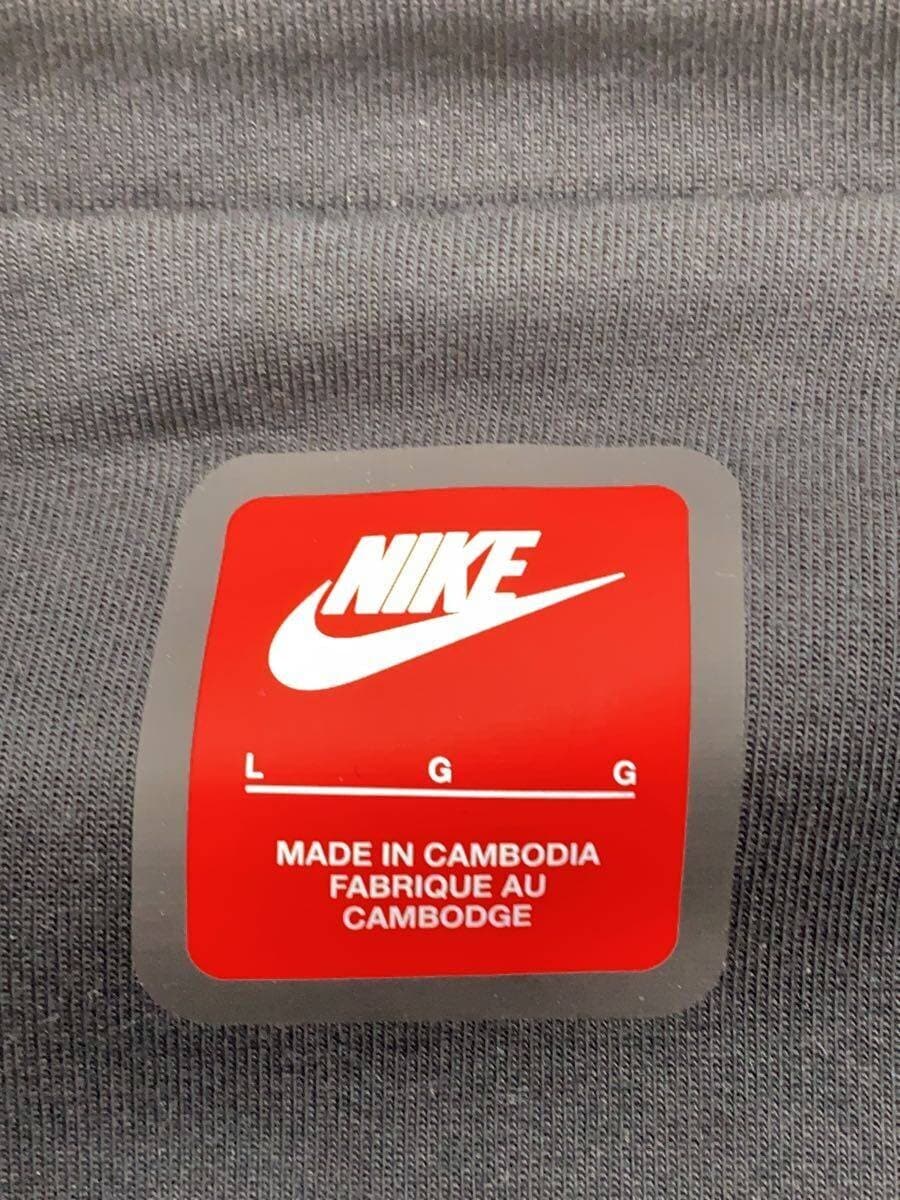 NIKE
L G G
MADE IN CAMBODIA
FABRIQUE AU
CAMBODGE